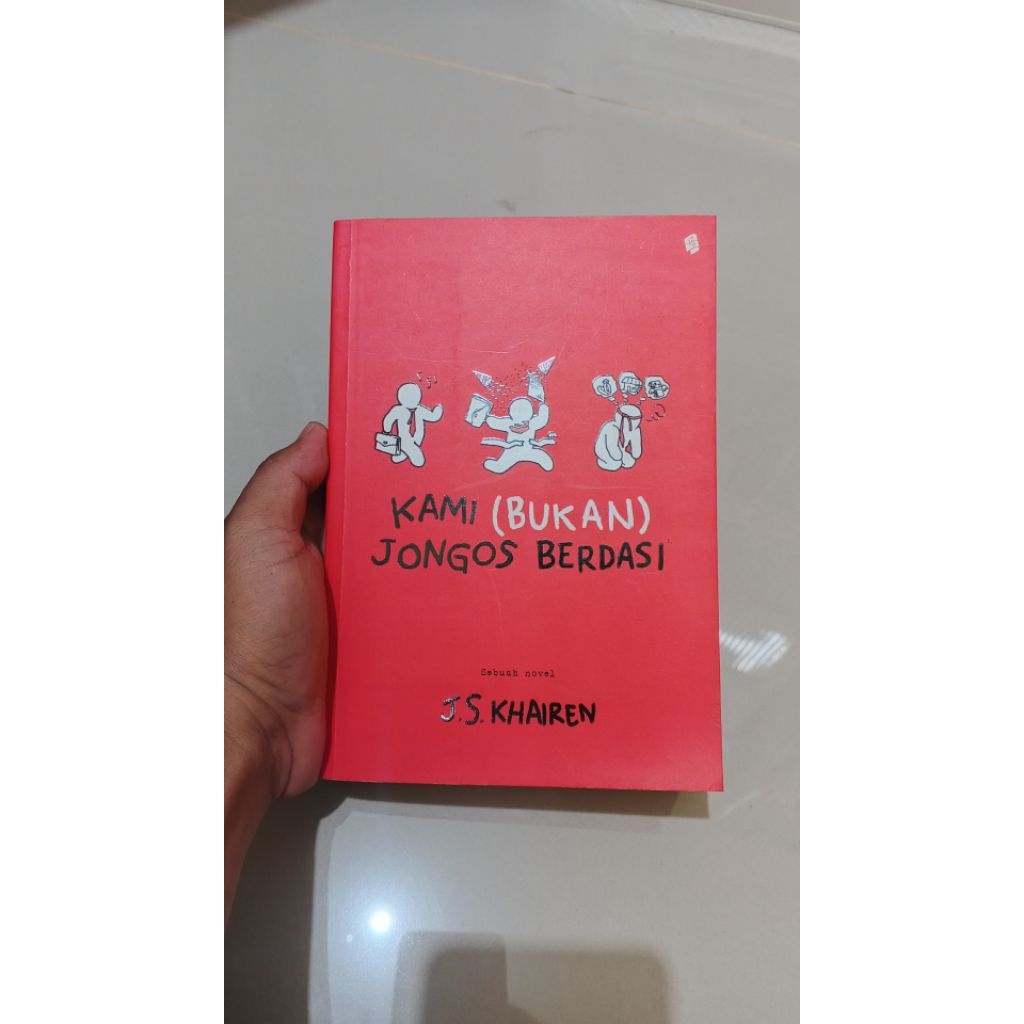 KAMI (BUKAN)
JONGOS BERDASI
Sebuah novel
J.S. KHAIREN